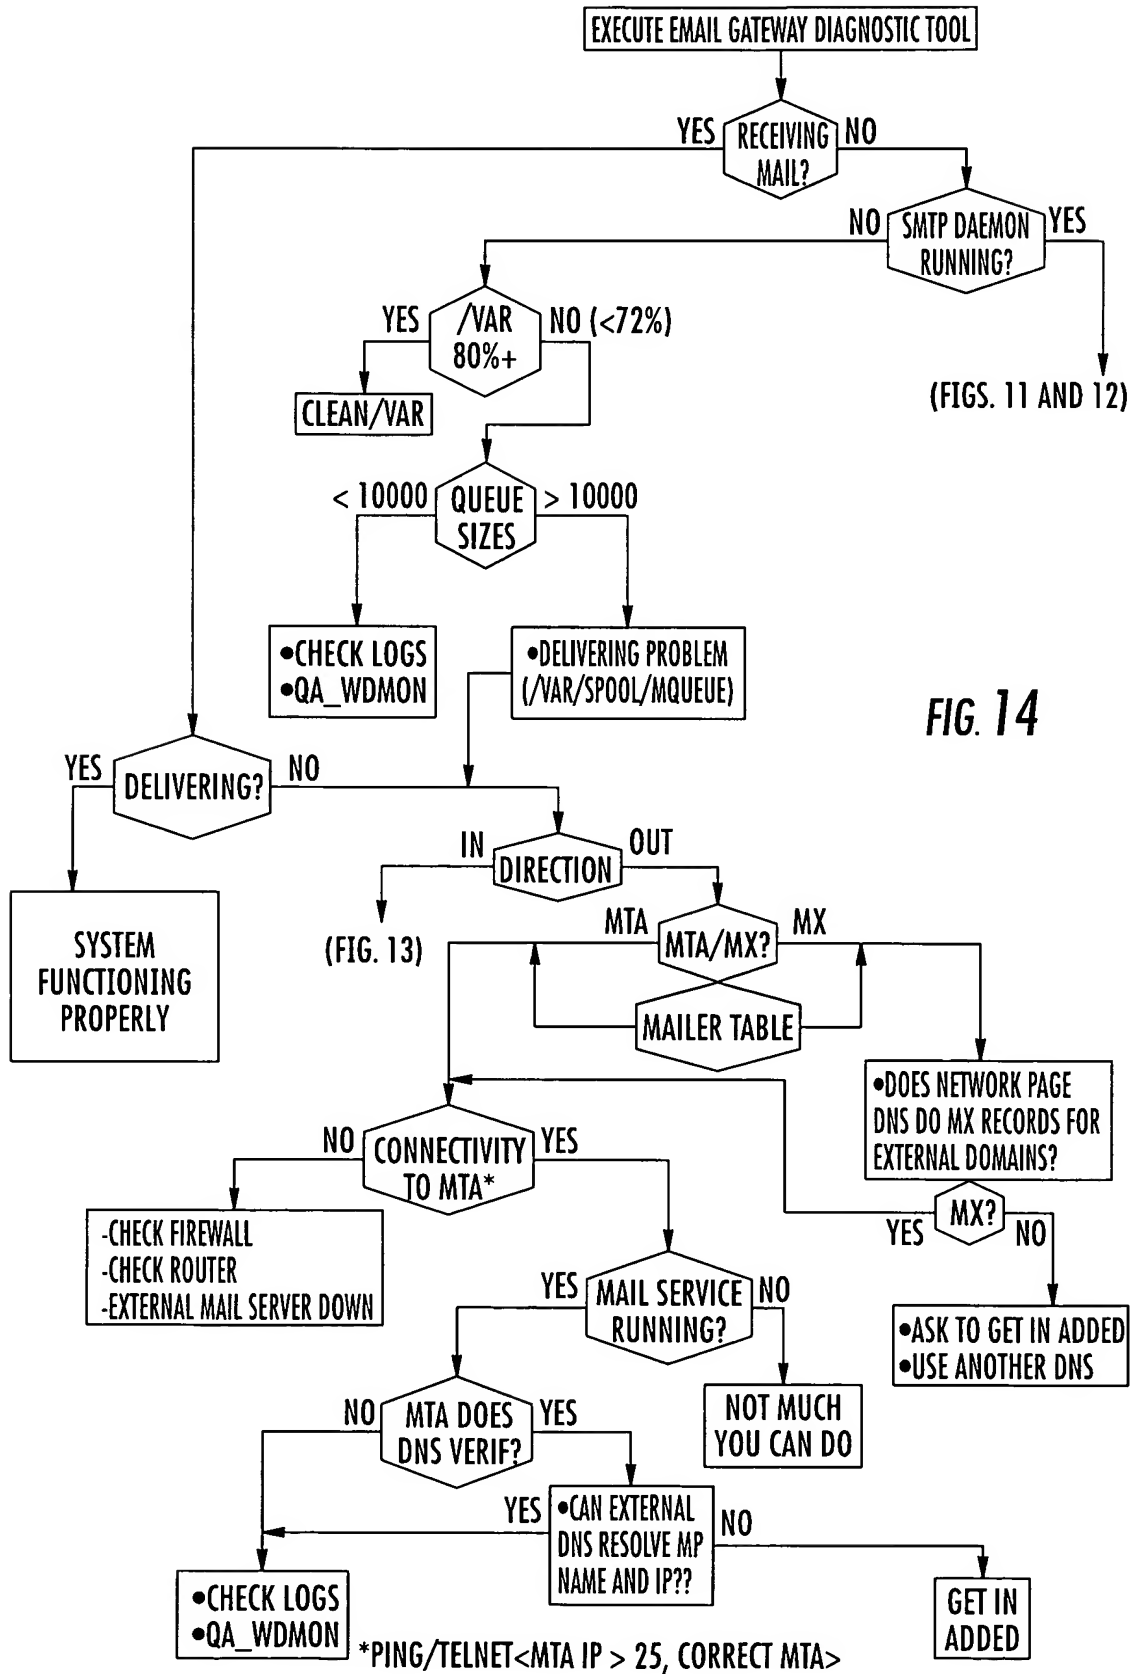 EXECUTE EMAIL GATEWAY DIAGNOSTIC TOOL
YES
RECEIVING
MAIL?
NO
NO
SMTP DAEMON
RUNNING?
YES
YES
/VAR
80%+
NO (<72%)
CLEAN/VAR
(FIGS. 11 AND 12)
< 10000
QUEUE
SIZES
> 10000
●CHECK LOGS
●QA_WDMON
●DELIVERING PROBLEM
(/VAR/SPOOL/MQUEUE)
FIG. 14
YES
DELIVERING?
NO
IN
DIRECTION
OUT
SYSTEM
FUNCTIONING
PROPERLY
(FIG. 13)
MTA
MTA/MX?
MX
MAILER TABLE
●DOES NETWORK PAGE
DNS DO MX RECORDS FOR
EXTERNAL DOMAINS?
NO
CONNECTIVITY
TO MTA*
YES
YES
MX?
NO
-CHECK FIREWALL
-CHECK ROUTER
-EXTERNAL MAIL SERVER DOWN
YES
MAIL SERVICE
RUNNING?
NO
●ASK TO GET IN ADDED
●USE ANOTHER DNS
NO
MTA DOES
DNS VERIF?
YES
NOT MUCH
YOU CAN DO
YES
●CAN EXTERNAL
DNS RESOLVE MP
NAME AND IP??
NO
●CHECK LOGS
●QA_WDMON
GET IN
ADDED
*PING/TELNET<MTA IP > 25, CORRECT MTA>